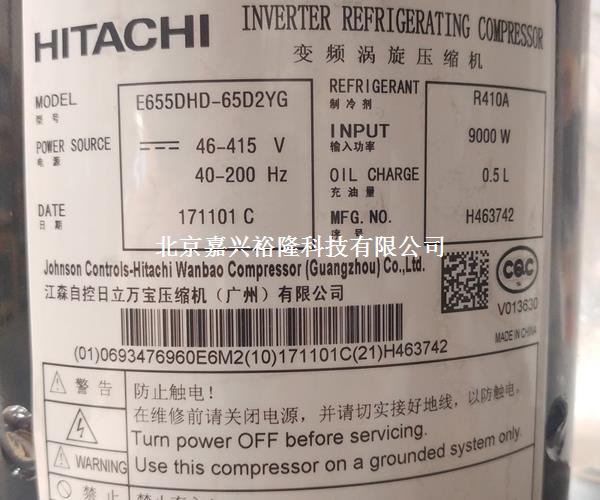 HITACHI INVERTER REFRIGERATING COMPRESSOR
变频涡旋压缩机
MODEL E655DHD-65D2YG
型号
POWER SOURCE 46-415 V
电源
40-200 Hz
DATE 171101 C
日期
REFRIGERANT R410A
制冷剂
INPUT 9000 W
输入功率
OIL CHARGE 0.5 L
充油量
MFG. NO. H463742
序号
北京嘉兴裕隆科技有限公司
Johnson Controls-Hitachi Wanbao Compressor (Guangzhou) Co.,Ltd.
江森自控日立万宝压缩机（广州）有限公司
CQC
V013630
MADE IN CHINA
(01)0693476960E6M2(10)171101C(21)H463742
警告
防止触电!
在维修前请关闭电源，并请切实接好地线，以防触电.
Turn power OFF before servicing.
WARNING Use this compressor on a grounded system only.